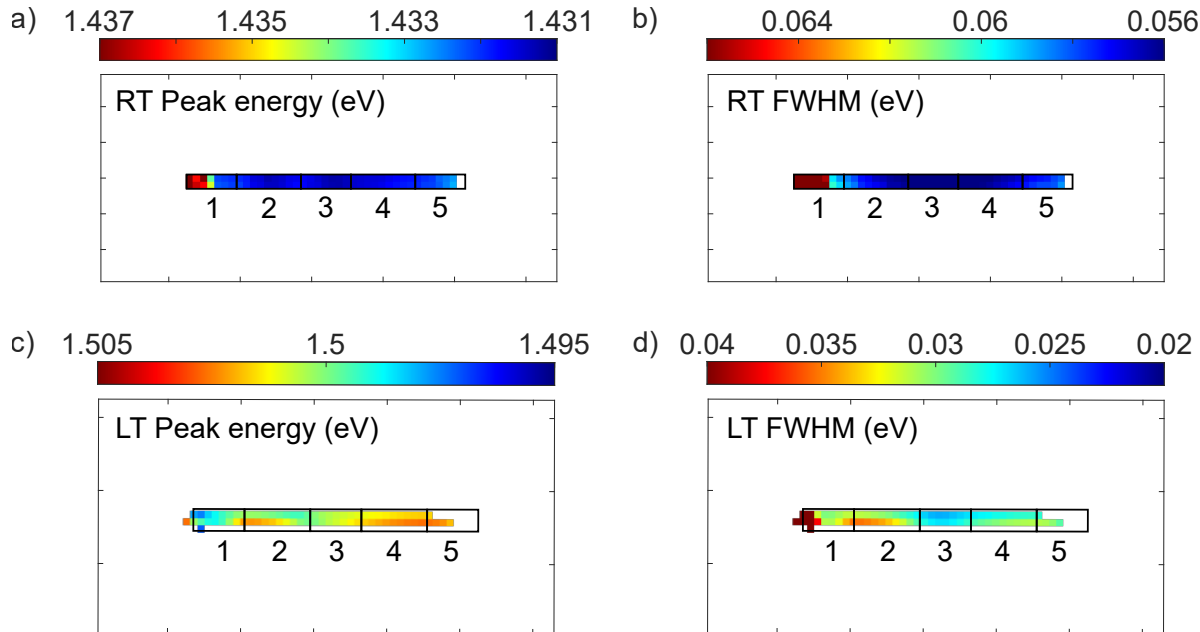 a) 1.437 1.435 1.433 1.431
RT Peak energy (eV)
1 2 3 4 5
b) 0.064 0.06 0.056
RT FWHM (eV)
1 2 3 4 5
c) 1.505 1.5 1.495
LT Peak energy (eV)
1 2 3 4 5
d) 0.04 0.035 0.03 0.025 0.02
LT FWHM (eV)
1 2 3 4 5